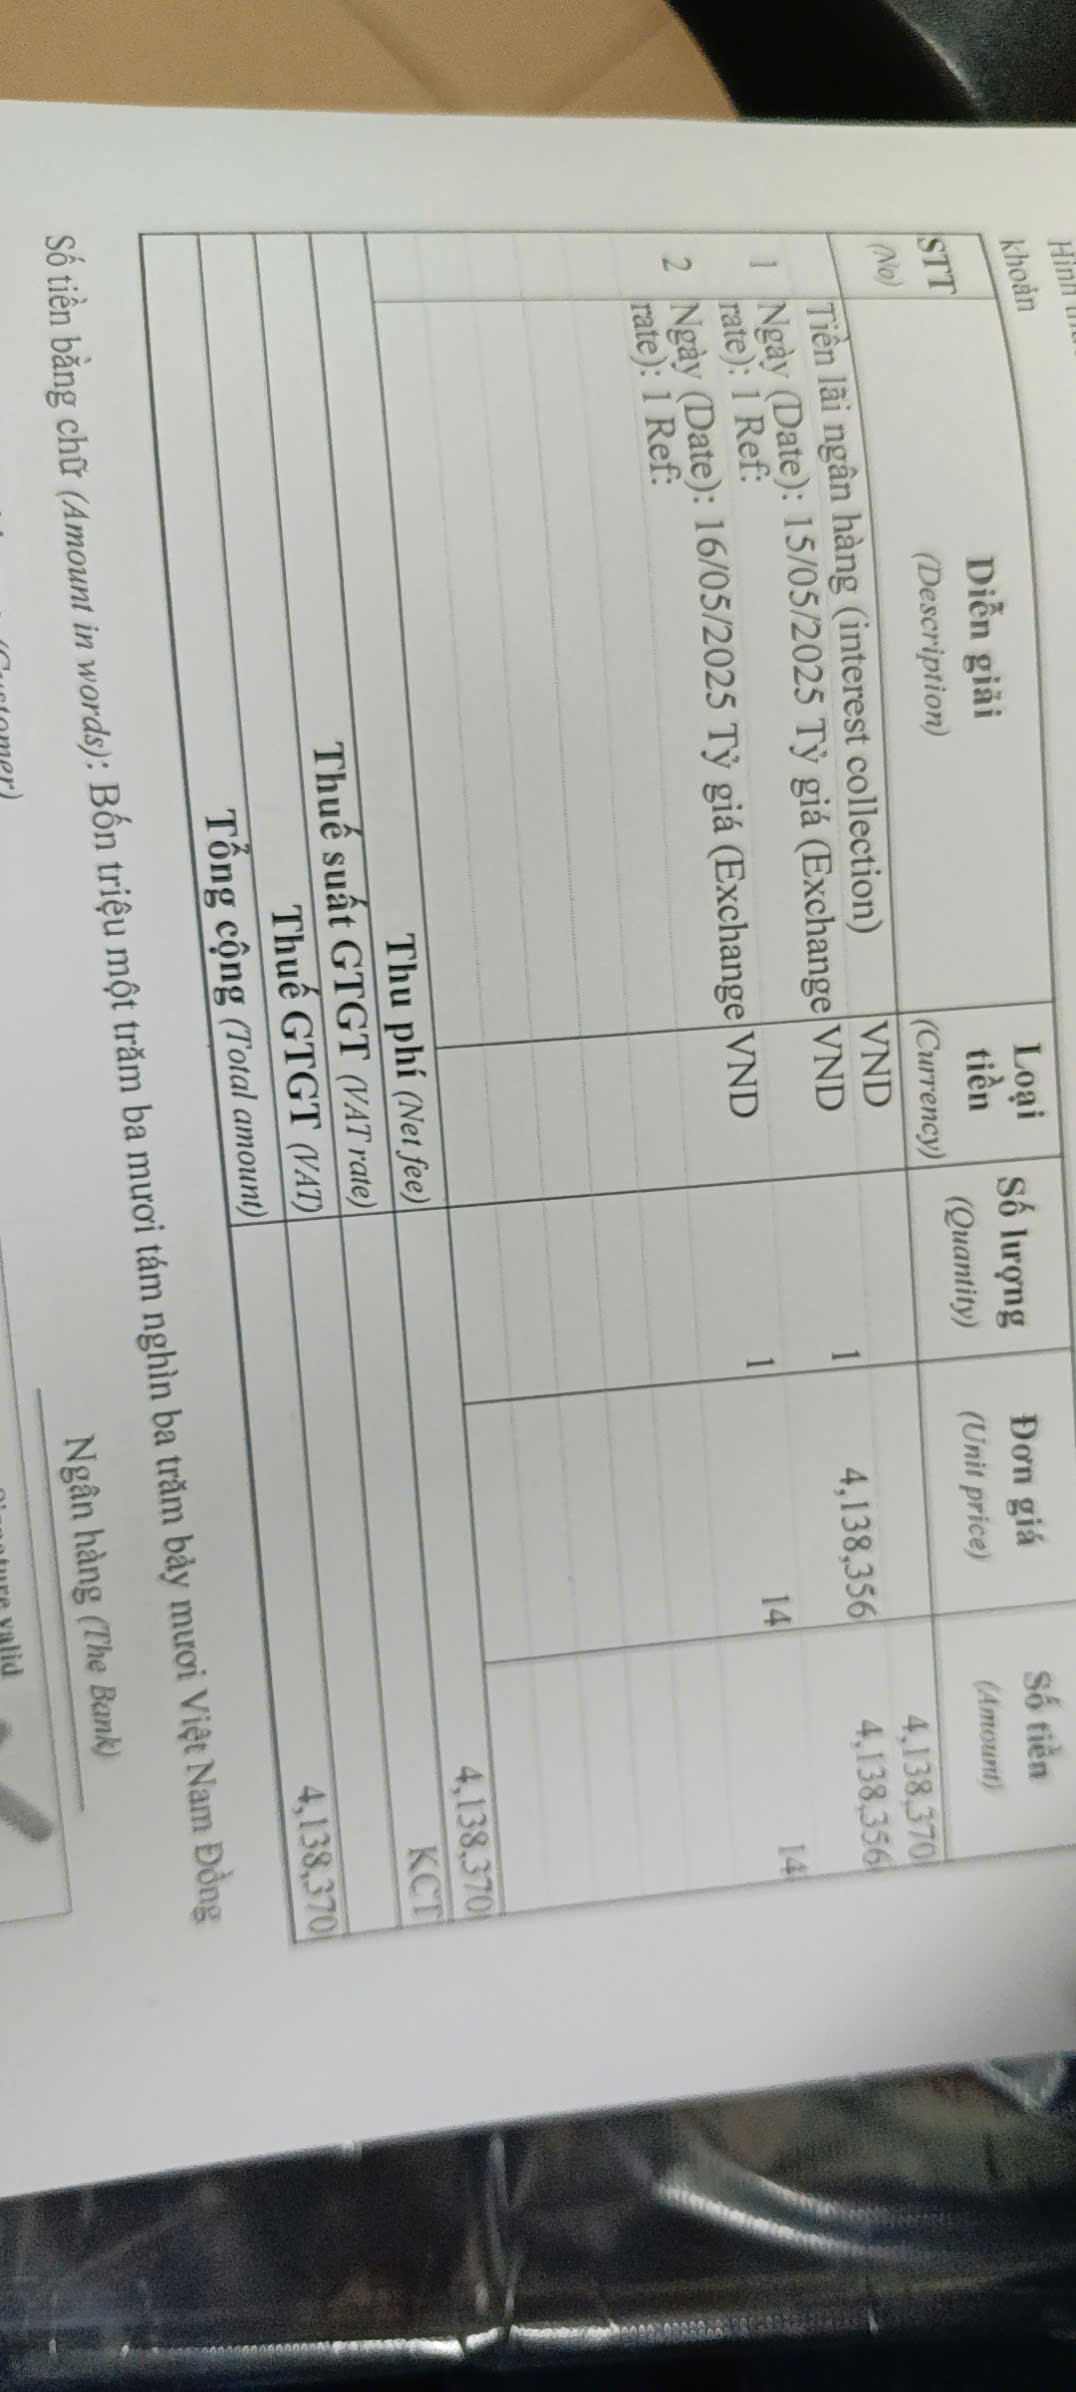 khoản
STT Diễn giải Loại tiền Số lượng Đơn giá Số tiền
(No) (Description) (Currency) (Quantity) (Unit price) (Amount)
Tiền lãi ngân hàng (interest collection) VND 4,138,370
1 Ngày (Date): 15/05/2025 Tỷ giá (Exchange VND 1 4,138,356 4,138,356
rate): 1 Ref:
2 Ngày (Date): 16/05/2025 Tỷ giá (Exchange VND 1 14 14
rate): 1 Ref:
Thu phí (Net fee) 4,138,370
Thuế suất GTGT (VAT rate) KCT
Thuế GTGT (VAT)
Tổng cộng (Total amount) 4,138,370
Số tiền bằng chữ (Amount in words): Bốn triệu một trăm ba mươi tám nghìn ba trăm bảy mươi Việt Nam Đồng
Ngân hàng (The Bank)
(Customer)
valid